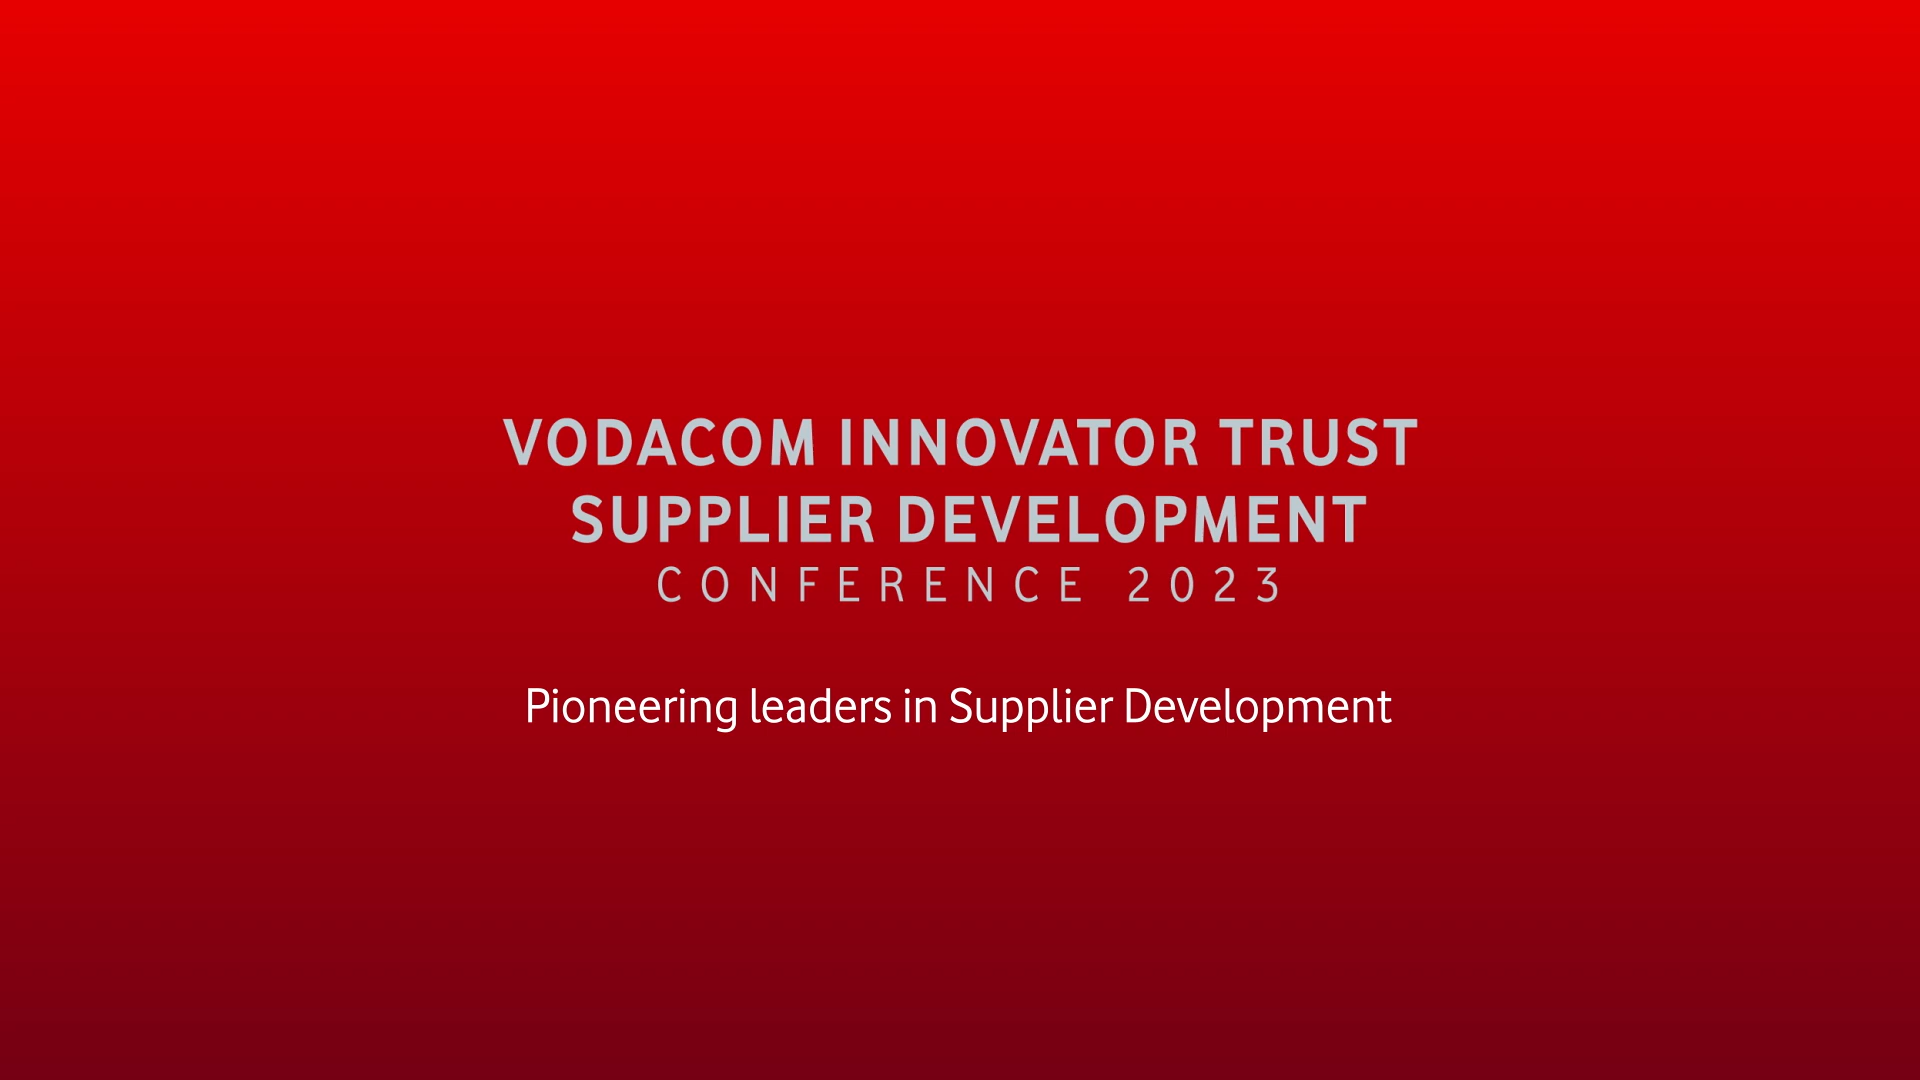 VODACOM INNOVATOR TRUST
SUPPLIER DEVELOPMENT
CONFERENCE 2023
Pioneering leaders in Supplier Development